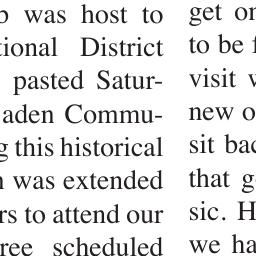 was host to
tional District
pasted Satur-
aden Commu-
g this historical
n was extended
rs to attend our
ree scheduled
get on
to be f
visit w
new o
sit bac
that g
sic. H
we ha